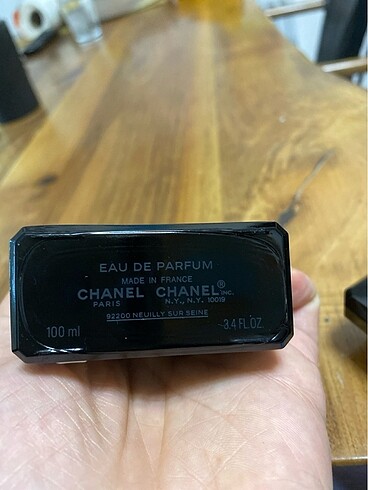 EAU DE PARFUM
MADE IN FRANCE
CHANEL CHANEL® INC.
PARIS N.Y., N.Y. 10019
92200 NEUILLY SUR SEINE
100 ml ~3.4 FL.OZ.